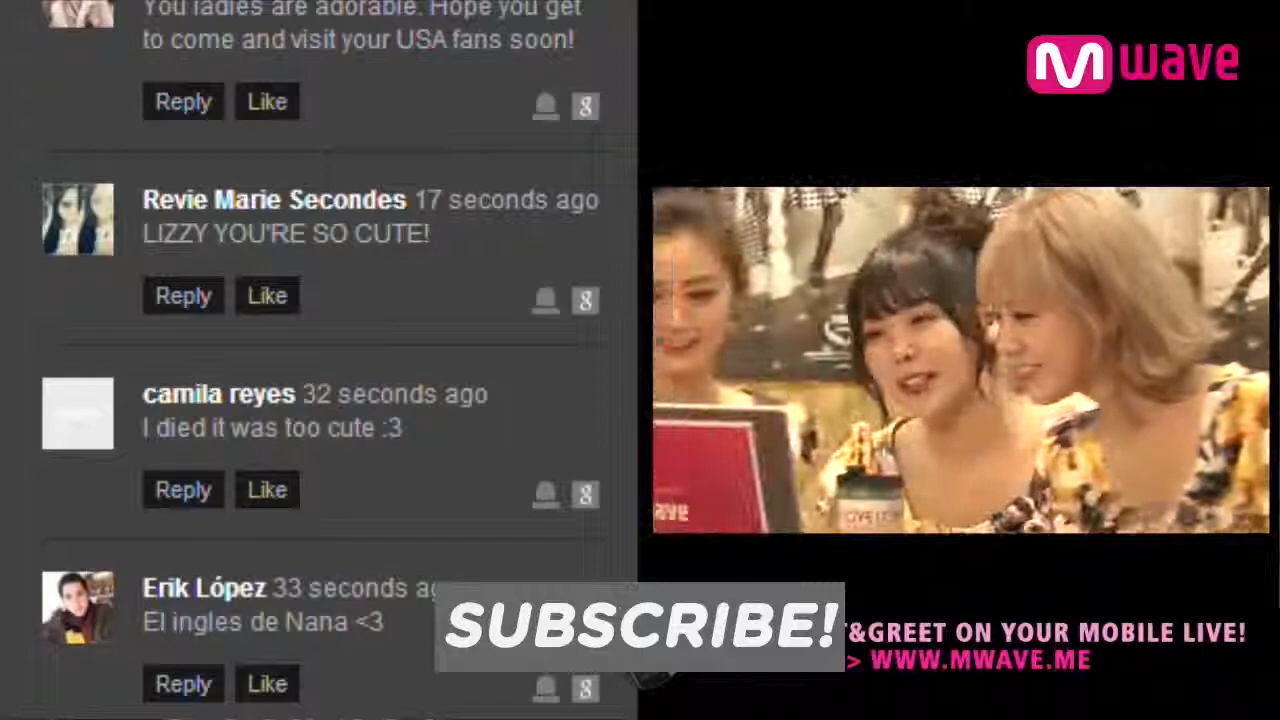 You ladies are adorable. Hope you get
to come and visit your USA fans soon!
Reply Like
g
Revie Marie Secondes 17 seconds ago
LIZZY YOU'RE SO CUTE!
Reply Like
g
camila reyes 32 seconds ago
I died it was too cute :3
Reply Like
g
Erik López 33 seconds ag
El ingles de Nana <3
Reply Like
g
M wave
ave
SUBSCRIBE!
T&GREET ON YOUR MOBILE LIVE!
> WWW.MWAVE.ME